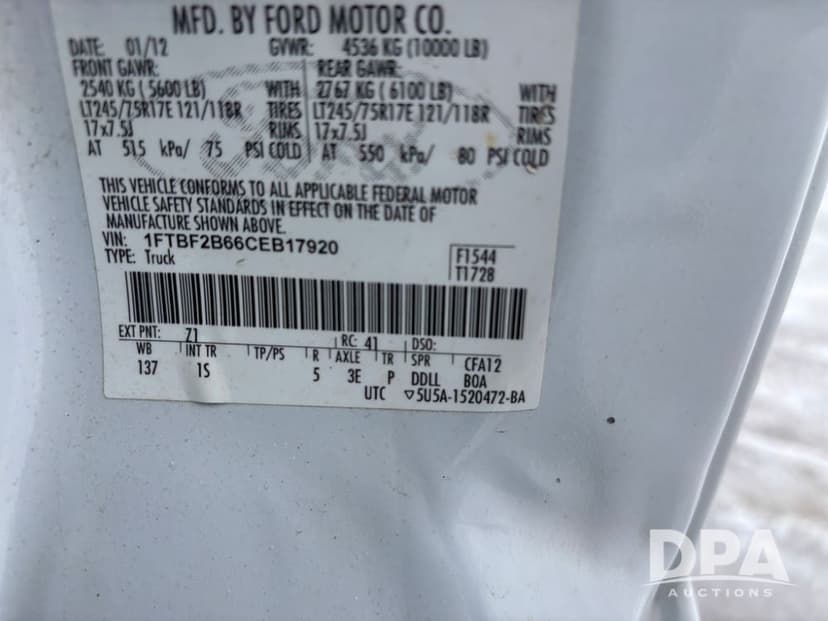 MFD. BY FORD MOTOR CO.
DATE: 01/12 GVWR: 4536 KG (10000 LB)
FRONT GAWR: REAR GAWR:
2540 KG (5600 LB) WITH 2767 KG (6100 LB) WITH
LT245/75R17E 121/118R TIRES LT245/75R17E 121/118R TIRES
17x7.5J RIMS 17x7.5J RIMS
AT 515 kPa/ 75 PSI COLD AT 550 kPa/ 80 PSI COLD
THIS VEHICLE CONFORMS TO ALL APPLICABLE FEDERAL MOTOR
VEHICLE SAFETY STANDARDS IN EFFECT ON THE DATE OF
MANUFACTURE SHOWN ABOVE.
VIN: 1FTBF2B66CEB17920
TYPE: Truck
F1544
T1728
EXT PNT: Z1 RC: 41 DSO:
WB INT TR TP/PS R AXLE TR SPR CFA12
137 1S 5 3E P DDLL BOA
UTC ▽5U5A-1520472-BA
DPA
AUCTIONS